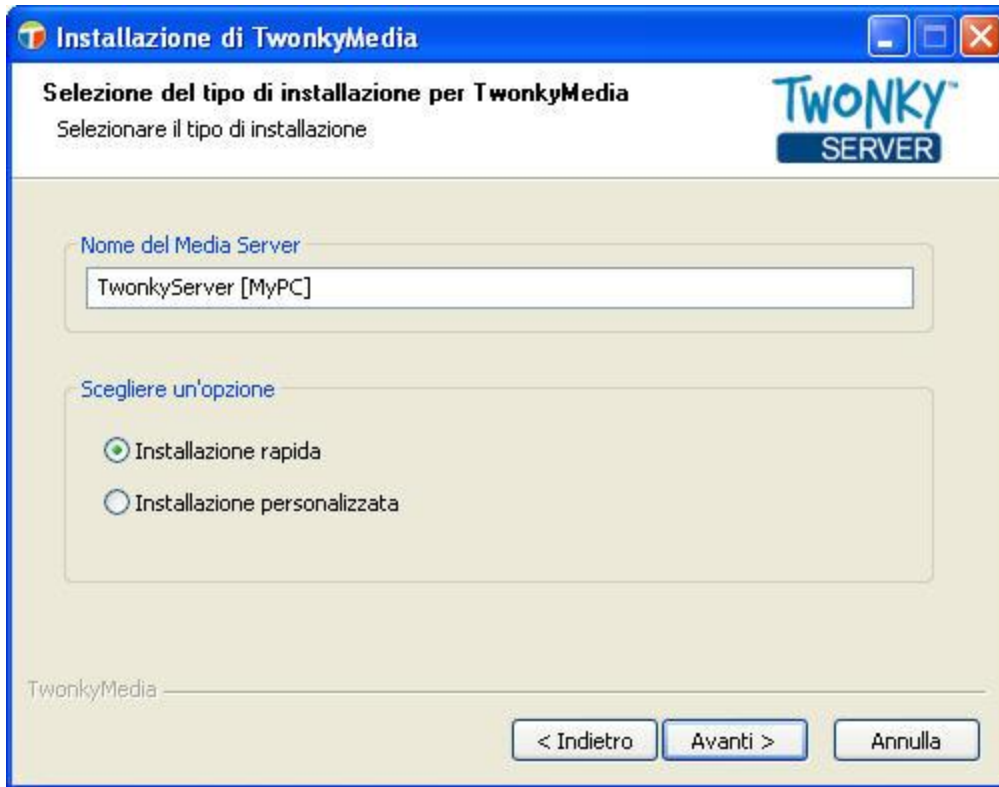 Installazione di TwonkyMedia
Selezione del tipo di installazione per TwonkyMedia
Selezionare il tipo di installazione
TWONKY™
SERVER
Nome del Media Server
TwonkyServer [MyPC]
Scegliere un'opzione
Installazione rapida
Installazione personalizzata
TwonkyMedia
< Indietro
Avanti >
Annulla